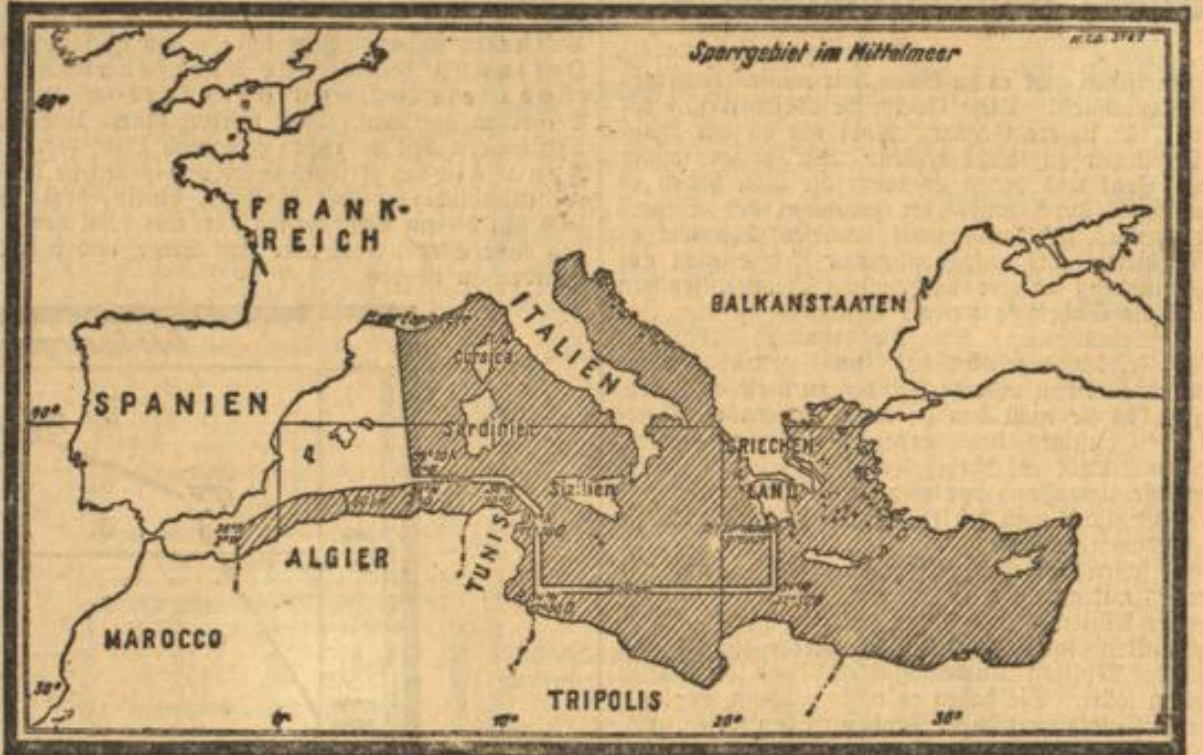 Sperrgebiet im Mittelmeer
FRANK-
REICH
BALKANSTAATEN
ITALIEN
Corsica
SPANIEN
40°
Sardinien
GRIECHEN
LAND
Sizilien
ALGIER
TUNIS
MAROCCO
30°
TRIPOLIS
0°
10°
20°
30°